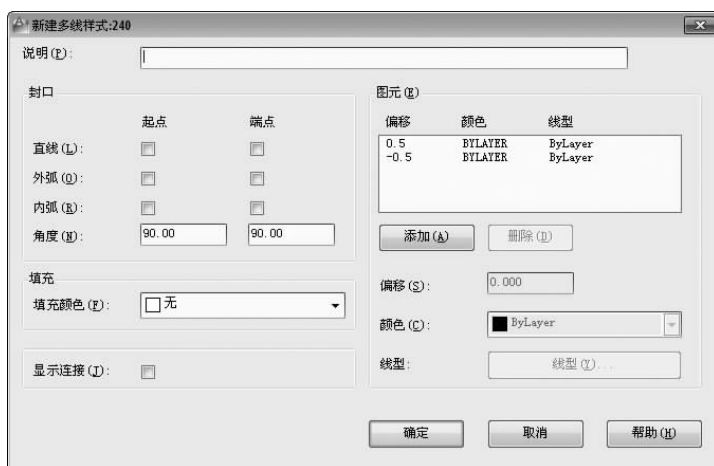 新建多线样式:240
说明(P):
封口
起点 端点
直线(L):
外弧(O):
内弧(R):
角度(N): 90.00 90.00
填充
填充颜色(F): 无
显示连接(J):
图元(E)
偏移 颜色 线型
0.5 BYLAYER ByLayer
-0.5 BYLAYER ByLayer
添加(A) 删除(D)
偏移(S): 0.000
颜色(C): ByLayer
线型: 线型(Y)...
确定 取消 帮助(H)